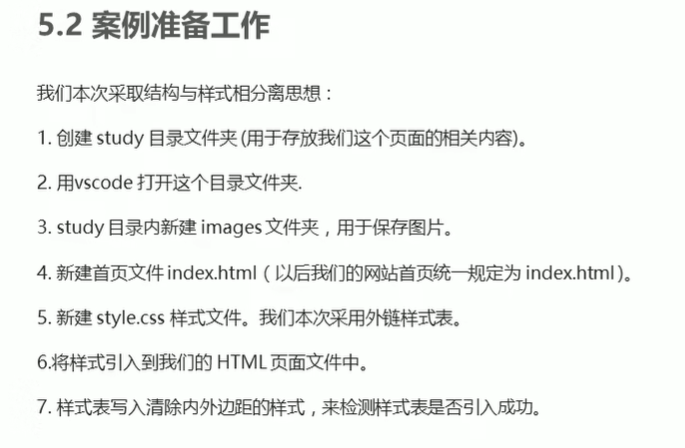 5.2 案例准备工作
我们本次采取结构与样式相分离思想：
1. 创建 study 目录文件夹 (用于存放我们这个页面的相关内容)。
2. 用vscode 打开这个目录文件夹.
3. study 目录内新建 images 文件夹，用于保存图片。
4. 新建首页文件 index.html（以后我们的网站首页统一规定为 index.html )。
5. 新建 style.css 样式文件。我们本次采用外链样式表。
6.将样式引入到我们的 HTML 页面文件中。
7. 样式表写入清除内外边距的样式，来检测样式表是否引入成功。